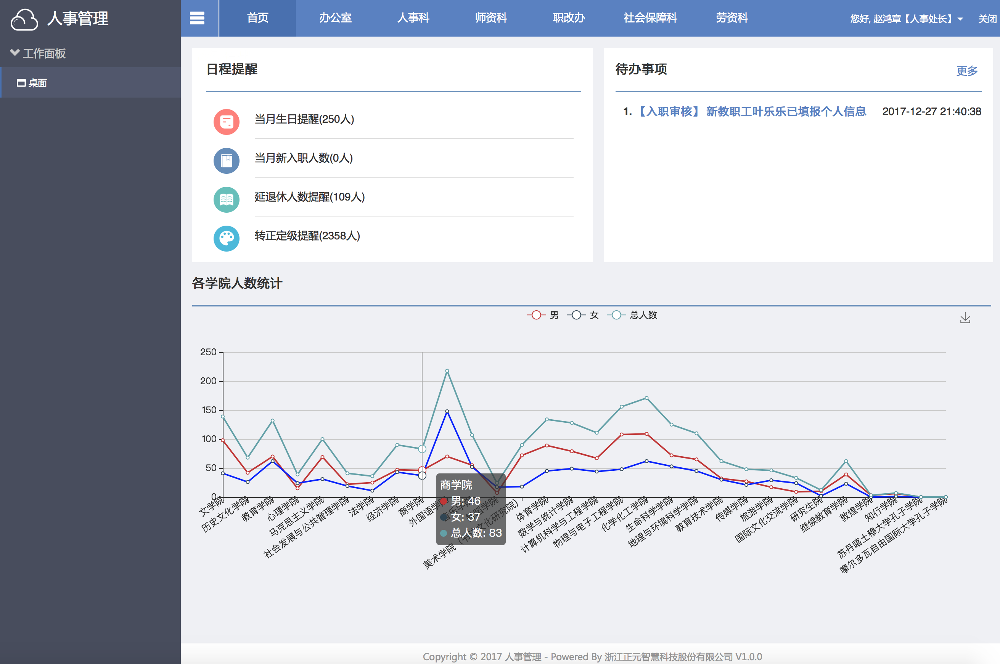 人事管理
首页 办公室 人事科 师资科 职改办 社会保障科 劳资科 您好, 赵鸿章【人事处长】 关闭
工作面板
桌面
日程提醒
当月生日提醒(250人)
当月新入职人数(0人)
延退休人数提醒(109人)
转正定级提醒(2358人)
待办事项 更多
1. 【入职审核】 新教职工叶乐乐已填报个人信息 2017-12-27 21:40:38
各学院人数统计
男 女 总人数
250
200
150
100
50
0
商学院
男: 46
女: 37
总人数: 83
文学院
历史文化学院
教育学院
心理学院
马克思主义学院
社会发展与公共管理学院
法学院
经济学院
商学院
外国语学院
音乐学院
舞蹈学院
美术学院（书法文化研究院）
体育学院
数学与统计学院
计算机科学与工程学院
物理与电子工程学院
化学化工学院
生命科学学院
地理与环境科学学院
教育技术学院
传媒学院
旅游学院
国际文化交流学院
研究生院
继续教育学院
敦煌学院
知行学院
苏丹喀土穆大学孔子学院
摩尔多瓦自由国际大学孔子学院
Copyright © 2017 人事管理 - Powered By 浙江正元智慧科技股份有限公司 V1.0.0